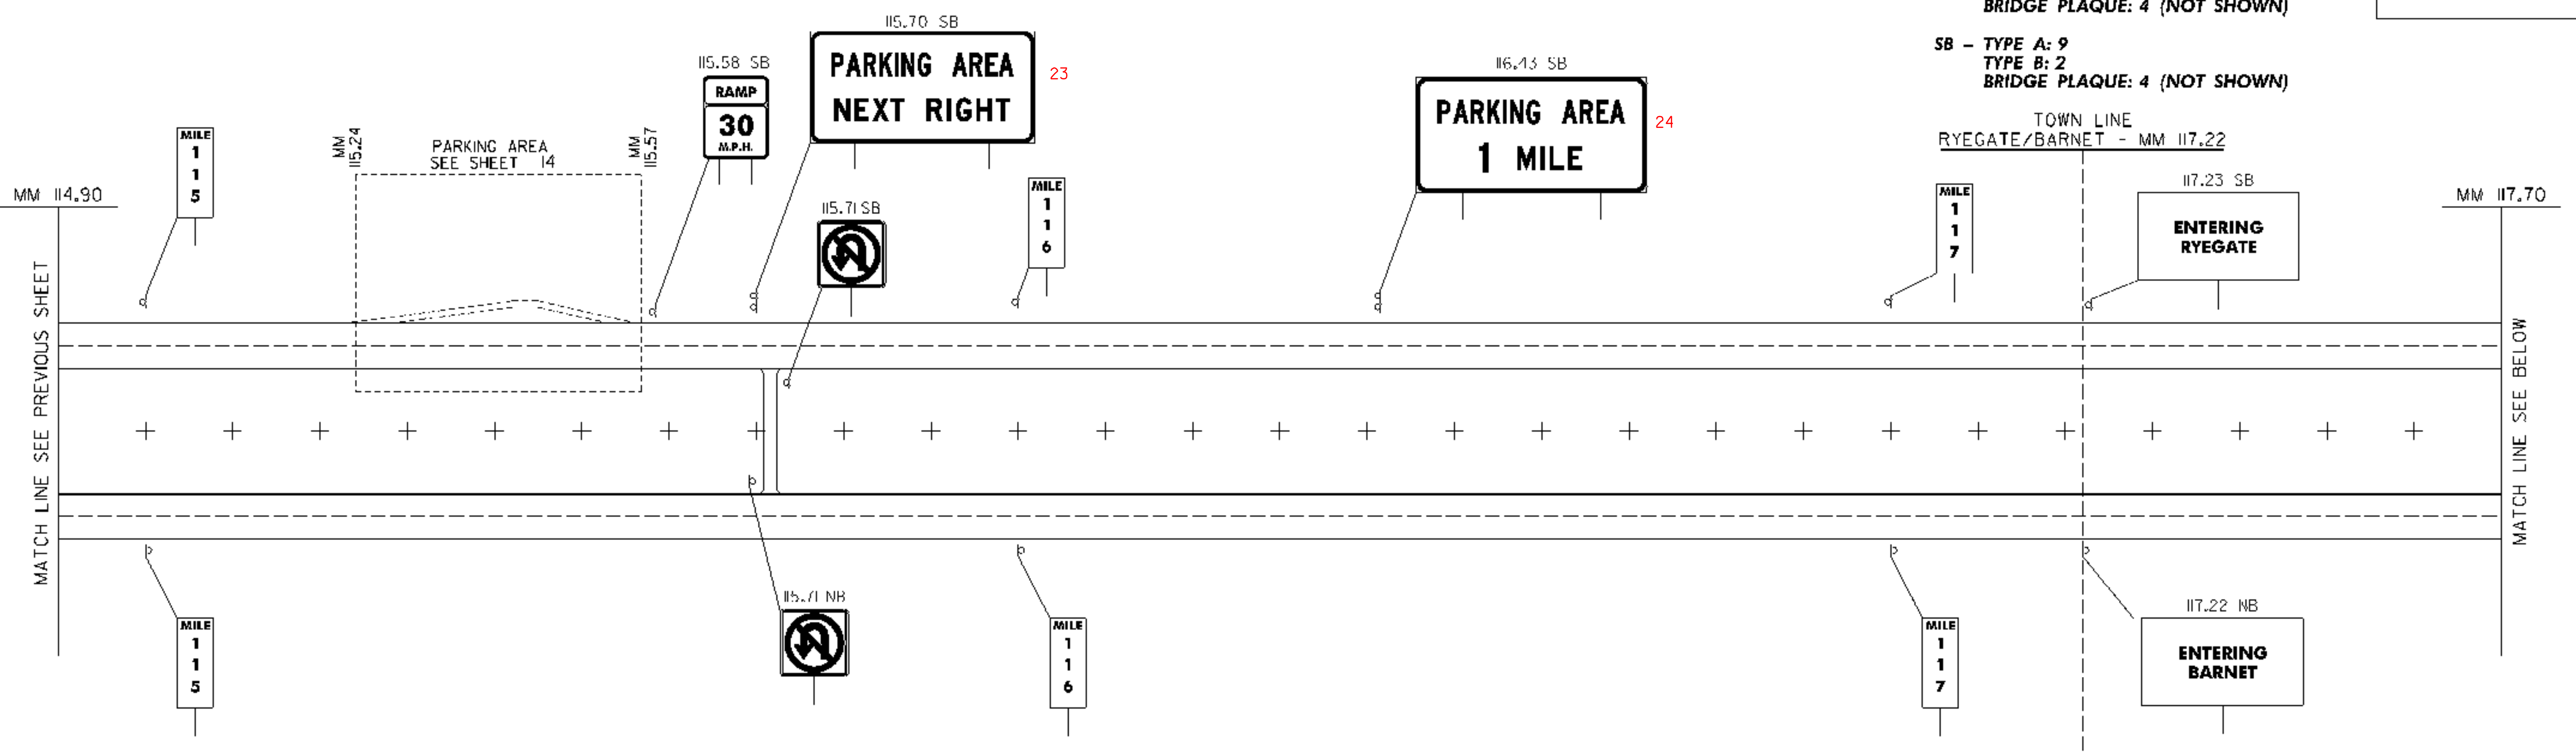 BRIDGE PLAQUE: 4 (NOT SHOWN)
SB - TYPE A: 9
TYPE B: 2
BRIDGE PLAQUE: 4 (NOT SHOWN)
TOWN LINE
RYEGATE/BARNET - MM 117.22
115.70 SB
PARKING AREA
NEXT RIGHT
23
115.58 SB
RAMP
30
M.P.H.
116.43 SB
PARKING AREA
1 MILE
24
MILE
1
1
5
MM
115.24
PARKING AREA
SEE SHEET 14
MM
115.57
115.71 SB
MILE
1
1
6
MILE
1
1
7
117.23 SB
ENTERING
RYEGATE
MM 114.90
MM 117.70
MATCH LINE SEE PREVIOUS SHEET
MATCH LINE SEE BELOW
MILE
1
1
5
115.71 NB
MILE
1
1
6
MILE
1
1
7
117.22 NB
ENTERING
BARNET